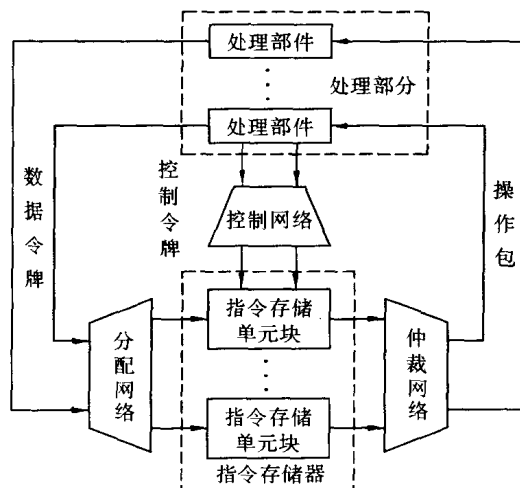 处理部件
处理部分
处理部件
数据令牌
控制令牌
控制网络
操作包
指令存储
单元块
分配网络
仲裁网络
指令存储
单元块
指令存储器